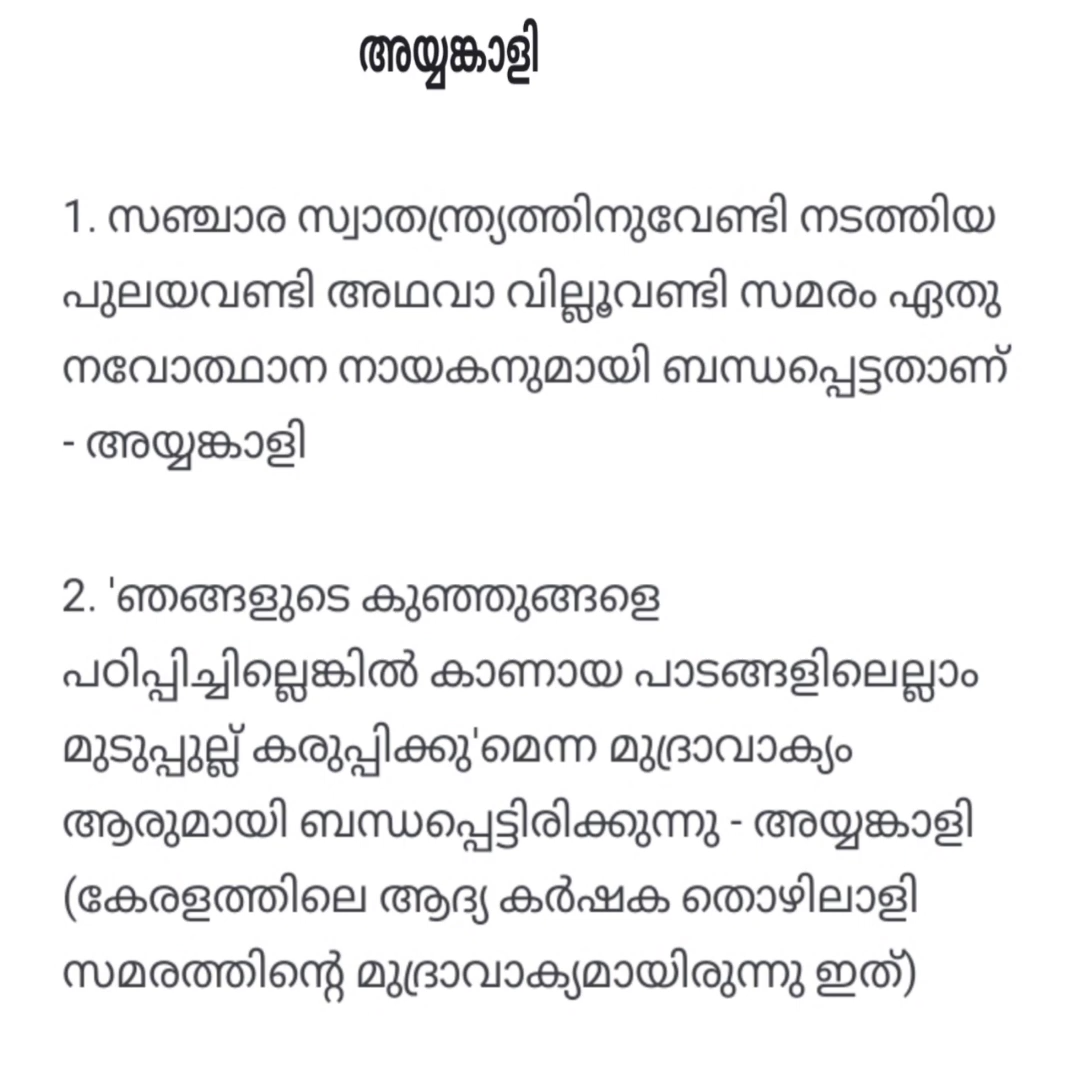 അയ്യങ്കാളി
1. സഞ്ചാര സ്വാതന്ത്ര്യത്തിനുവേണ്ടി നടത്തിയ
പുലയവണ്ടി അഥവാ വില്ലൂവണ്ടി സമരം ഏതു
നവോത്ഥാന നായകനുമായി ബന്ധപ്പെട്ടതാണ്
- അയ്യങ്കാളി
2. 'ഞങ്ങളുടെ കുഞ്ഞുങ്ങളെ
പഠിപ്പിച്ചില്ലെങ്കിൽ കാണായ പാടങ്ങളിലെല്ലാം
മുടുപ്പുല്ല് കരുപ്പിക്കു'മെന്ന മുദ്രാവാക്യം
ആരുമായി ബന്ധപ്പെട്ടിരിക്കുന്നു - അയ്യങ്കാളി
(കേരളത്തിലെ ആദ്യ കർഷക തൊഴിലാളി
സമരത്തിന്റെ മുദ്രാവാക്യമായിരുന്നു ഇത്)